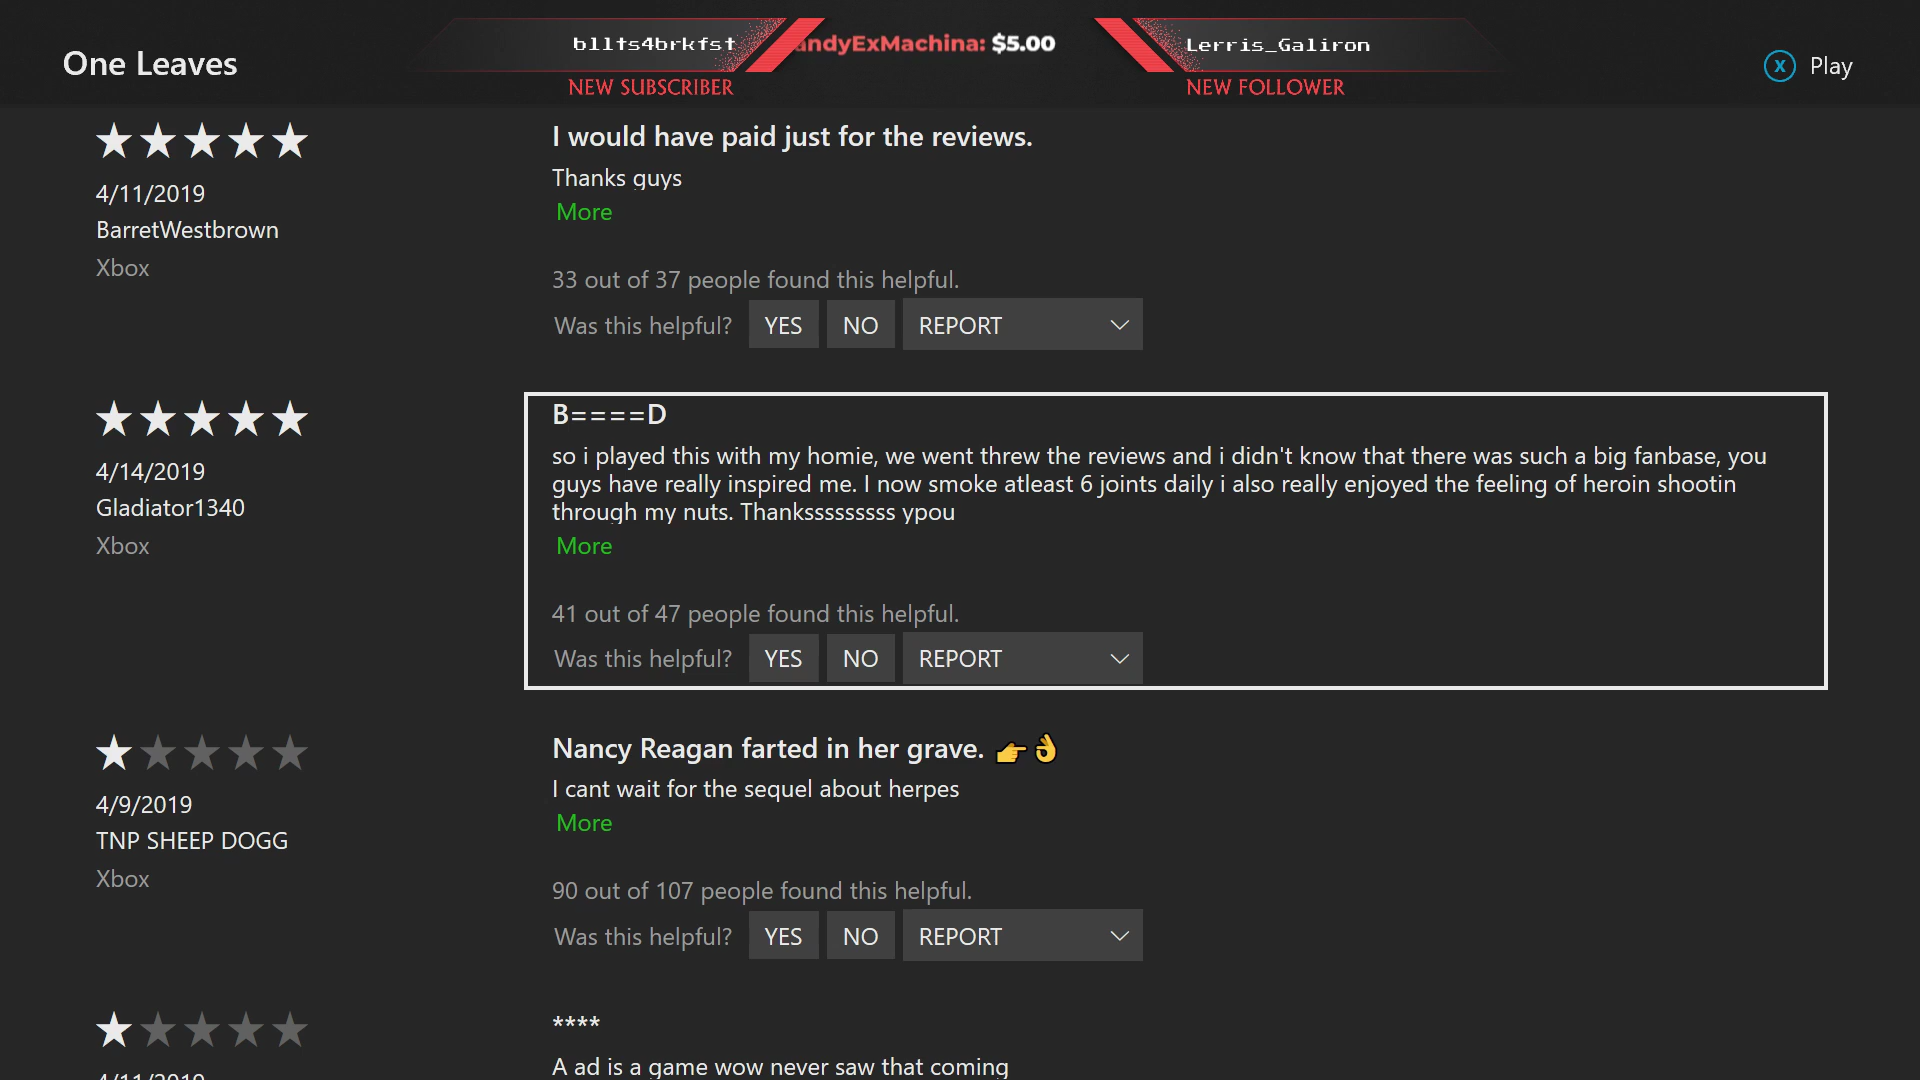 One Leaves
bllts4brkfst
NEW SUBSCRIBER
andyExMachina: $5.00
Lerris_Galiron
NEW FOLLOWER
X Play
4/11/2019
BarretWestbrown
Xbox
I would have paid just for the reviews.
Thanks guys
More
33 out of 37 people found this helpful.
Was this helpful? YES NO REPORT
4/14/2019
Gladiator1340
Xbox
B====D
so i played this with my homie, we went threw the reviews and i didn't know that there was such a big fanbase, you
guys have really inspired me. I now smoke atleast 6 joints daily i also really enjoyed the feeling of heroin shootin
through my nuts. Thanksssssssss ypou
More
41 out of 47 people found this helpful.
Was this helpful? YES NO REPORT
4/9/2019
TNP SHEEP DOGG
Xbox
Nancy Reagan farted in her grave. 👉👌
I cant wait for the sequel about herpes
More
90 out of 107 people found this helpful.
Was this helpful? YES NO REPORT
4/11/2019
****
A ad is a game wow never saw that coming